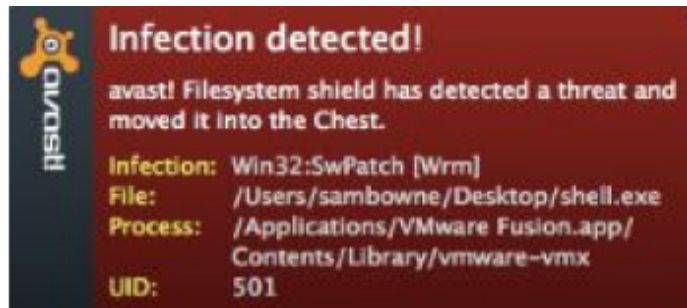 avast!
Infection detected!
avast! Filesystem shield has detected a threat and
moved it into the Chest.
Infection: Win32:SwPatch [Wrm]
File: /Users/sambowne/Desktop/shell.exe
Process: /Applications/VMware Fusion.app/
Contents/Library/vmware-vmx
UID: 501